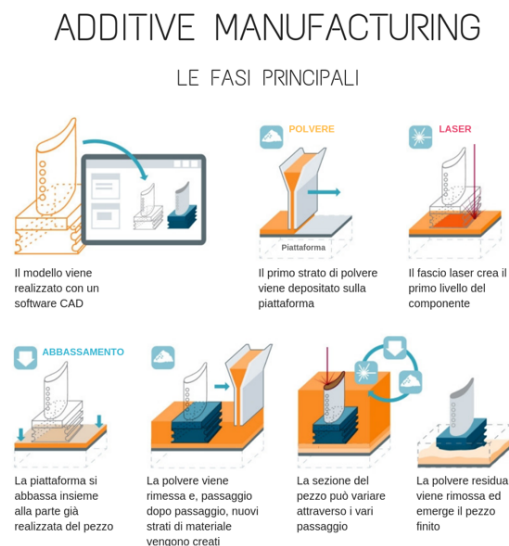 ADDITIVE MANUFACTURING
LE FASI PRINCIPALI
POLVERE
LASER
Piattaforma
Il modello viene
realizzato con un
software CAD
Il primo strato di polvere
viene depositato sulla
piattaforma
Il fascio laser crea il
primo livello del
componente
ABBASSAMENTO
La piattaforma si
abbassa insieme
alla parte già
realizzata del pezzo
La polvere viene
rimessa e, passaggio
dopo passaggio, nuovi
strati di materiale
vengono creati
La sezione del
pezzo può variare
attraverso i vari
passaggio
La polvere residua
viene rimossa ed
emerge il pezzo
finito